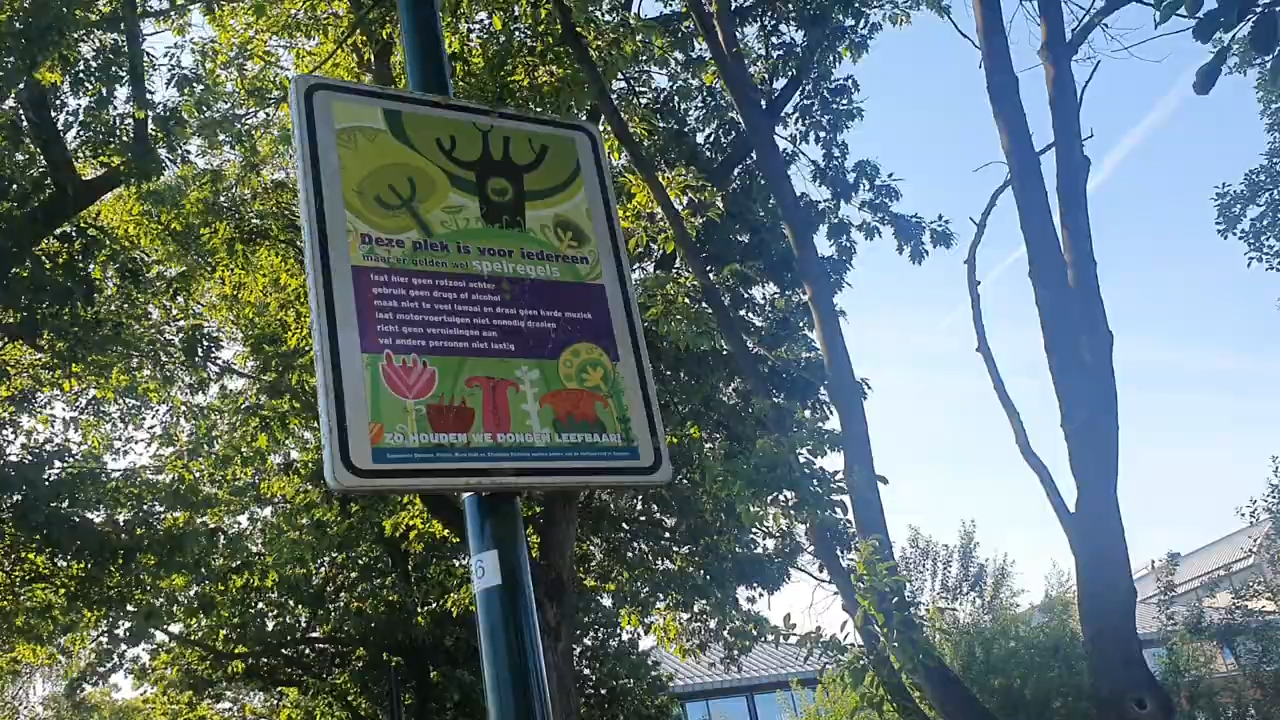 Deze plek is voor iedereen
maar er gelden wel spelregels
laat hier geen rotzooi achter
gebruik geen drugs of alcohol
maak niet te veel lawaai en draai geen harde muziek
laat motorvoertuigen niet onnodig draaien
richt geen vernielingen aan
val andere personen niet lastig
ZO HOUDEN WE DONGEN LEEFBAAR!
6